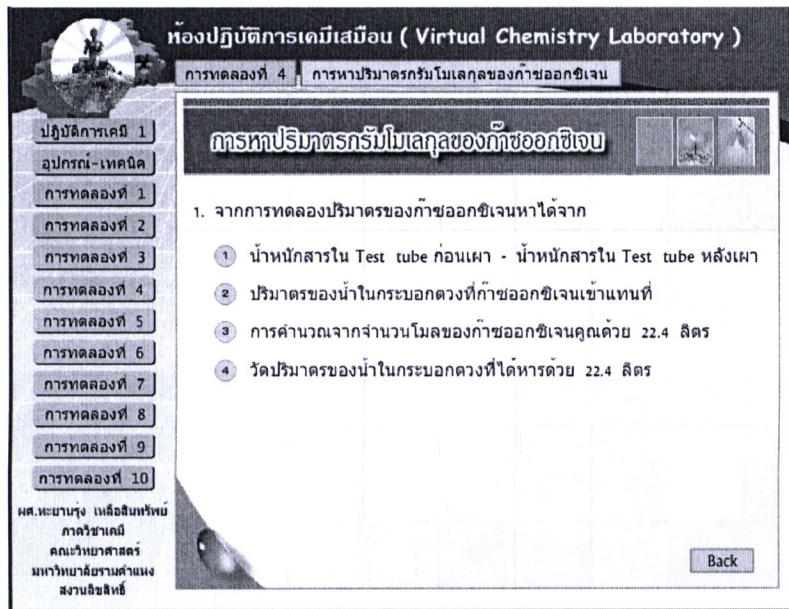 ห้องปฏิบัติการเคมีเสมือน ( Virtual Chemistry Laboratory )
การทดลองที่ 4 การหาปริมาตรกรัมโมเลกุลของก๊าซออกซิเจน
การหาปริมาตรกรัมโมเลกุลของก๊าซออกซิเจน
ปฏิบัติการเคมี 1
อุปกรณ์-เทคนิค
การทดลองที่ 1
การทดลองที่ 2
การทดลองที่ 3
การทดลองที่ 4
การทดลองที่ 5
การทดลองที่ 6
การทดลองที่ 7
การทดลองที่ 8
การทดลองที่ 9
การทดลองที่ 10
ผศ.หะยานรุ่ง เหลือสินทรัพย์
ภาควิชาเคมี
คณะวิทยาศาสตร์
มหาวิทยาลัยรามคำแหง
สงวนลิขสิทธิ์
1. จากการทดลองปริมาตรของก๊าซออกซิเจนหาได้จาก
1 น้ำหนักสารใน Test tube ก่อนเผา - น้ำหนักสารใน Test tube หลังเผา
2 ปริมาตรของน้ำในกระบอกตวงที่ก๊าซออกซิเจนเข้าแทนที่
3 การคำนวณจากจำนวนโมลของก๊าซออกซิเจนคูณด้วย 22.4 ลิตร
4 วัดปริมาตรของน้ำในกระบอกตวงที่ได้หารด้วย 22.4 ลิตร
Back